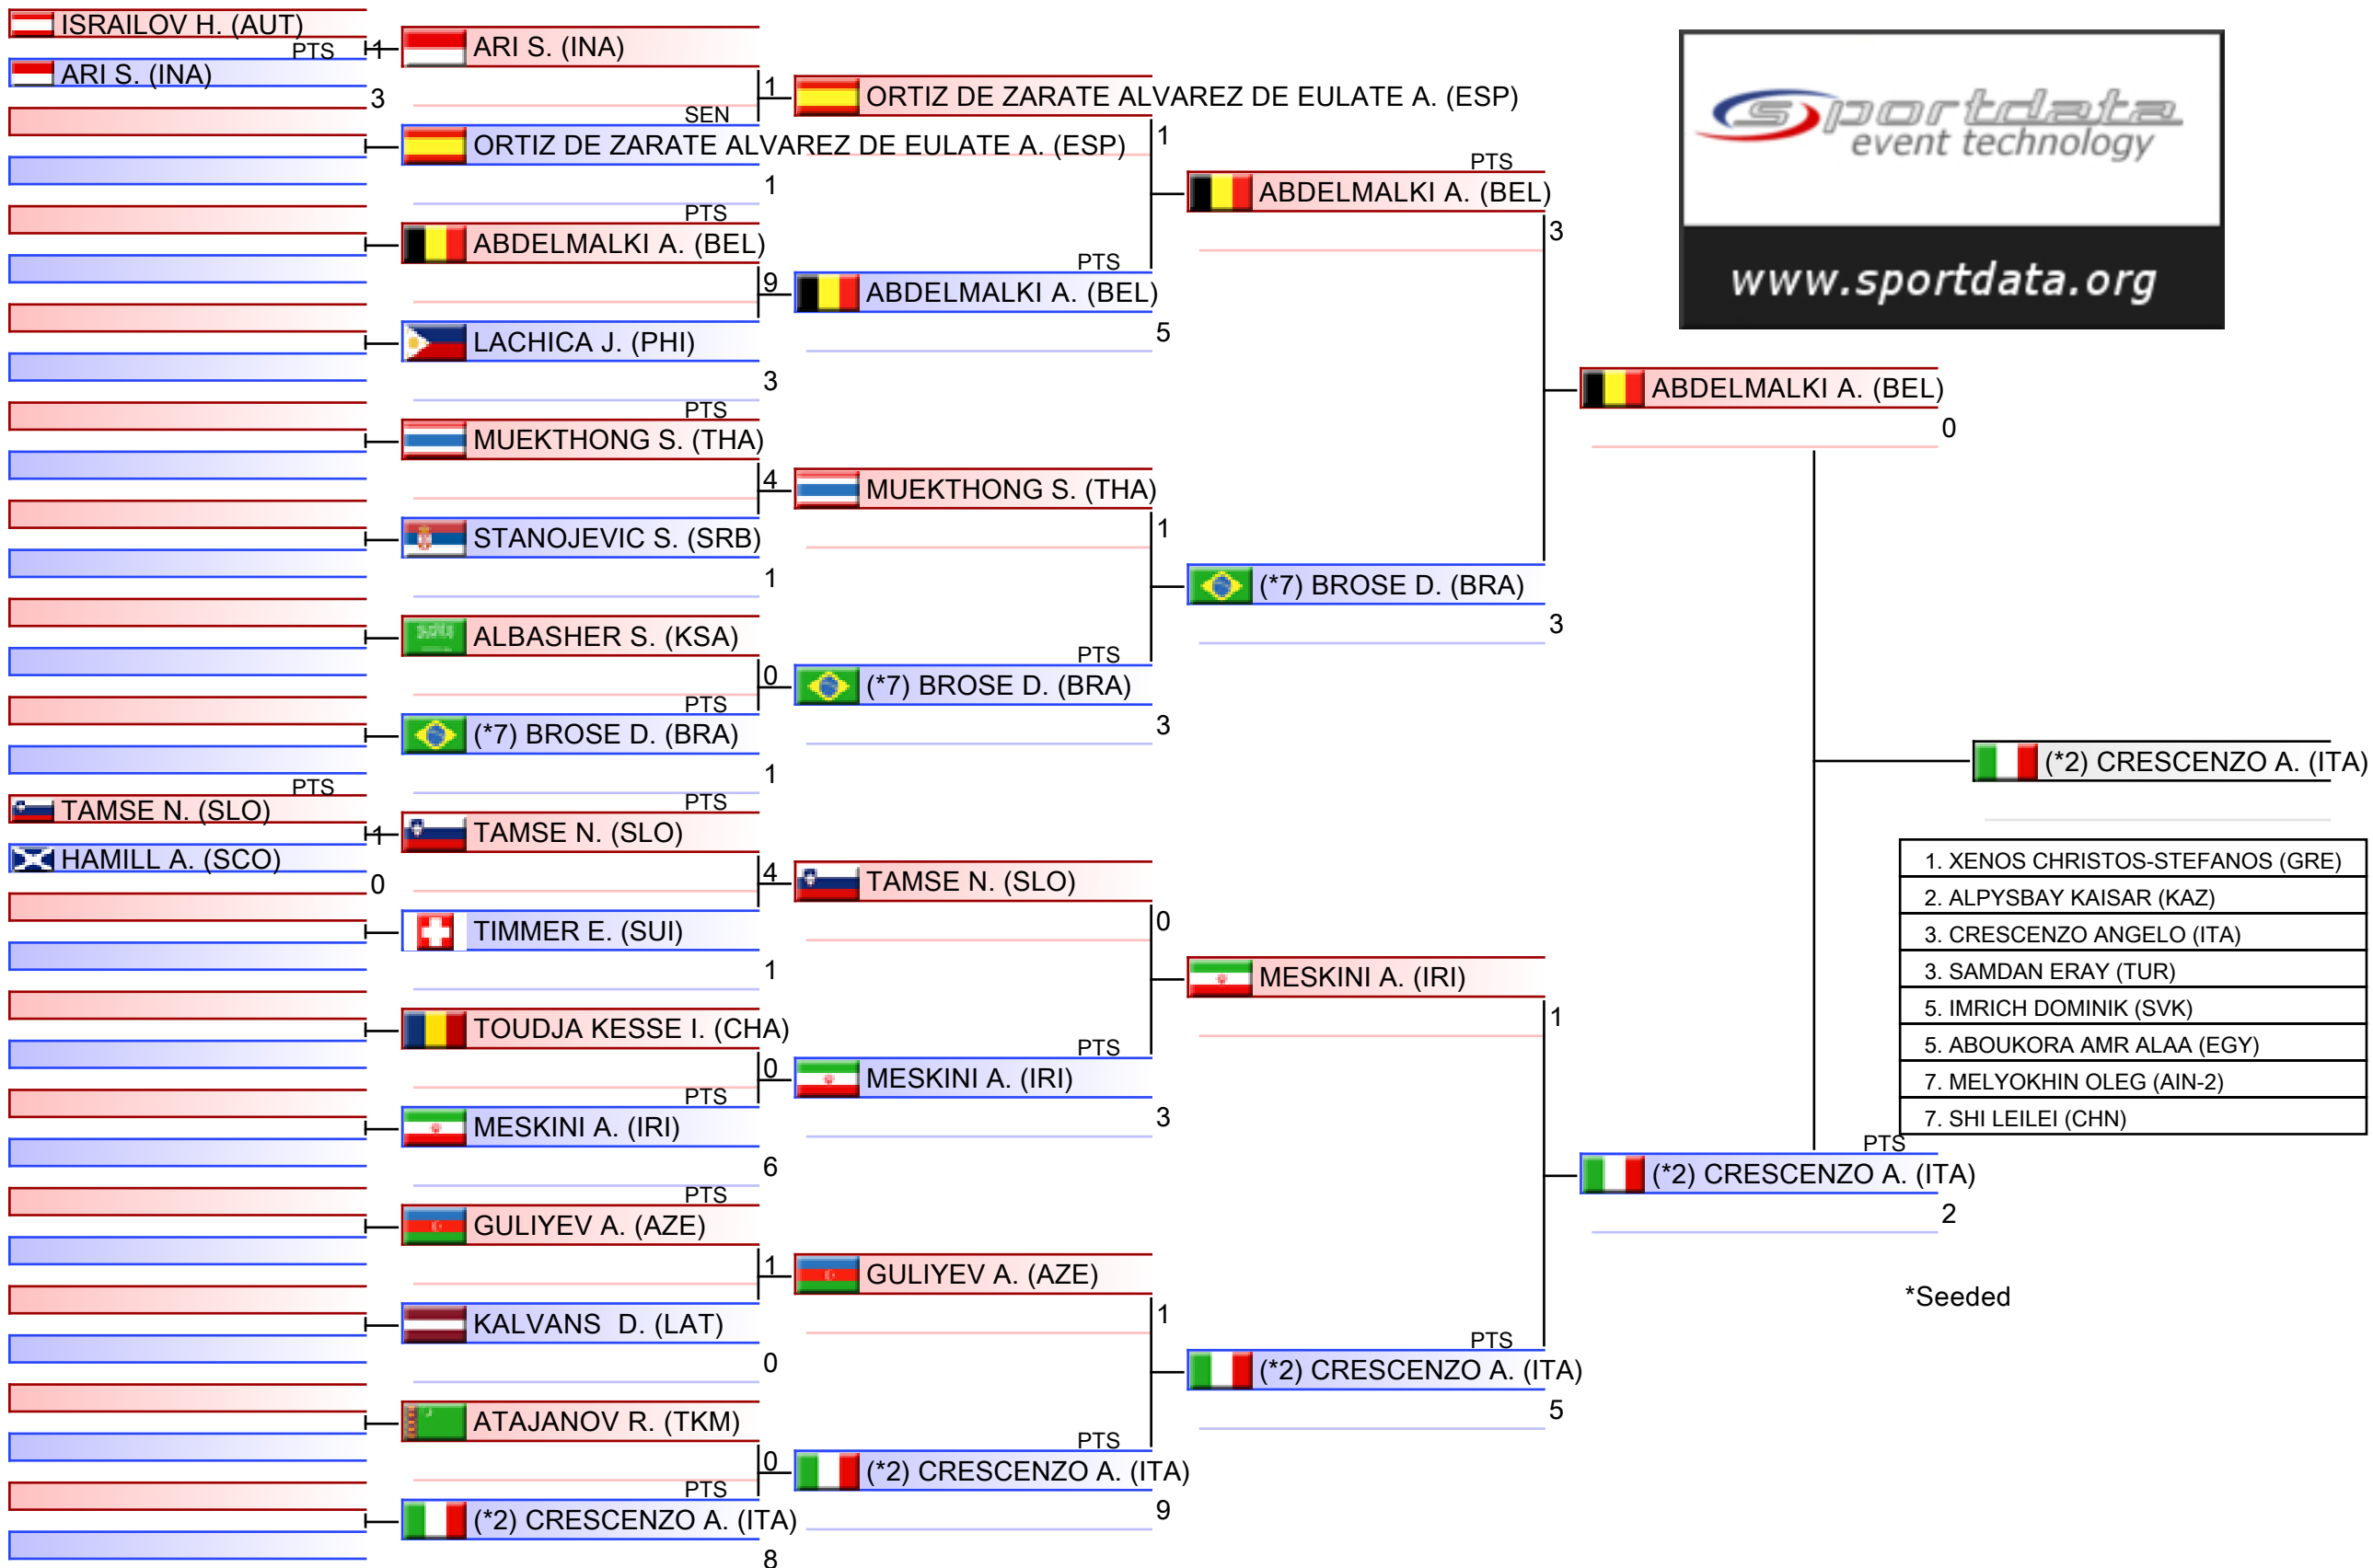 ISRAILOV H. (AUT)
PTS
1
ARI S. (INA)
3
TAMSE N. (SLO)
PTS
1
HAMILL A. (SCO)
0
ARI S. (INA)
1
SEN
ORTIZ DE ZARATE ALVAREZ DE EULATE A. (ESP)
1
PTS
ABDELMALKI A. (BEL)
9
LACHICA J. (PHI)
3
PTS
MUEKTHONG S. (THA)
4
STANOJEVIC S. (SRB)
1
ALBASHER S. (KSA)
0
PTS
(*7) BROSE D. (BRA)
1
PTS
TAMSE N. (SLO)
4
TIMMER E. (SUI)
1
TOUDJA KESSE I. (CHA)
0
PTS
MESKINI A. (IRI)
6
PTS
GULIYEV A. (AZE)
1
KALVANS  D. (LAT)
0
ATAJANOV R. (TKM)
0
PTS
(*2) CRESCENZO A. (ITA)
8
ORTIZ DE ZARATE ALVAREZ DE EULATE A. (ESP)
1
PTS
ABDELMALKI A. (BEL)
5
MUEKTHONG S. (THA)
1
PTS
(*7) BROSE D. (BRA)
3
TAMSE N. (SLO)
0
PTS
MESKINI A. (IRI)
3
GULIYEV A. (AZE)
1
PTS
(*2) CRESCENZO A. (ITA)
9
PTS
ABDELMALKI A. (BEL)
3
(*7) BROSE D. (BRA)
3
MESKINI A. (IRI)
1
PTS
(*2) CRESCENZO A. (ITA)
5
ABDELMALKI A. (BEL)
0
PTS
(*2) CRESCENZO A. (ITA)
2
(*2) CRESCENZO A. (ITA)
sportdata
event technology
www.sportdata.org
1. XENOS CHRISTOS-STEFANOS (GRE)
2. ALPYSBAY KAISAR (KAZ)
3. CRESCENZO ANGELO (ITA)
3. SAMDAN ERAY (TUR)
5. IMRICH DOMINIK (SVK)
5. ABOUKORA AMR ALAA (EGY)
7. MELYOKHIN OLEG (AIN-2)
7. SHI LEILEI (CHN)
*Seeded